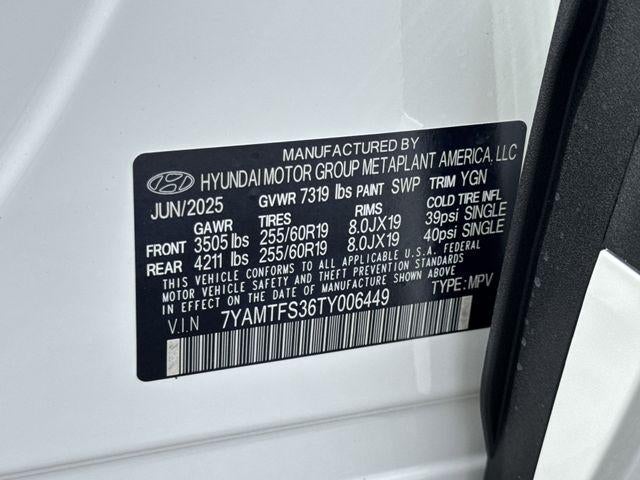 MANUFACTURED BY
HYUNDAI MOTOR GROUP METAPLANT AMERICA, LLC
JUN/2025 GVWR 7319 lbs PAINT SWP TRIM YGN
GAWR TIRES RIMS COLD TIRE INFL
FRONT 3505 lbs 255/60R19 8.0JX19 39psi SINGLE
REAR 4211 lbs 255/60R19 8.0JX19 40psi SINGLE
THIS VEHICLE CONFORMS TO ALL APPLICABLE U.S.A. FEDERAL
MOTOR VEHICLE SAFETY AND THEFT PREVENTION STANDARDS
IN EFFECT ON THE DATE OF MANUFACTURE SHOWN ABOVE.
V.I.N 7YAMTFS36TY006449 TYPE: MPV